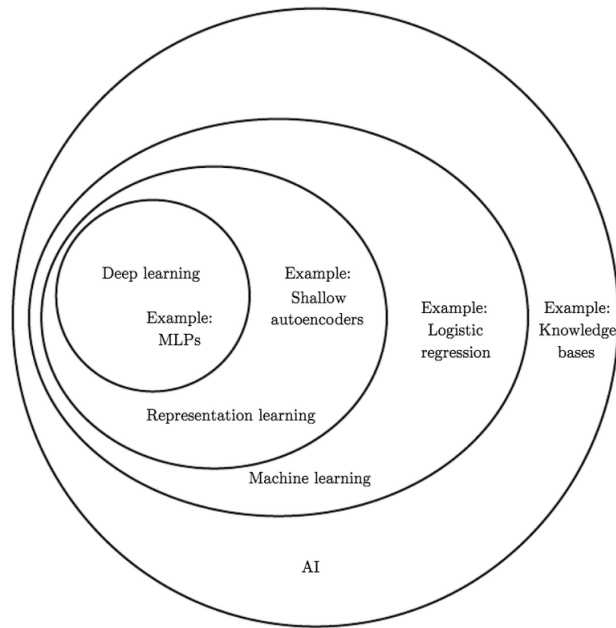 Deep learning
Example:
MLPs
Example:
Shallow
autoencoders
Example:
Logistic
regression
Example:
Knowledge
bases
Representation learning
Machine learning
AI